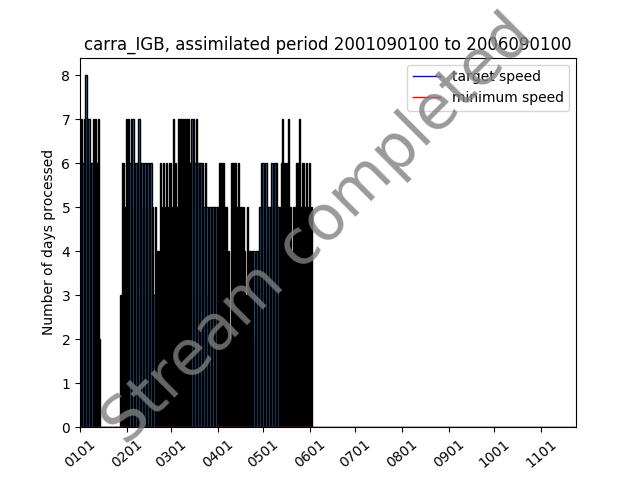 carra_IGB, assimilated period 2001090100 to 2006090100
target speed
minimum speed
Number of days processed
8
7
6
5
4
3
2
1
0
0101 0201 0301 0401 0501 0601 0701 0801 0901 1001 1101
Stream completed